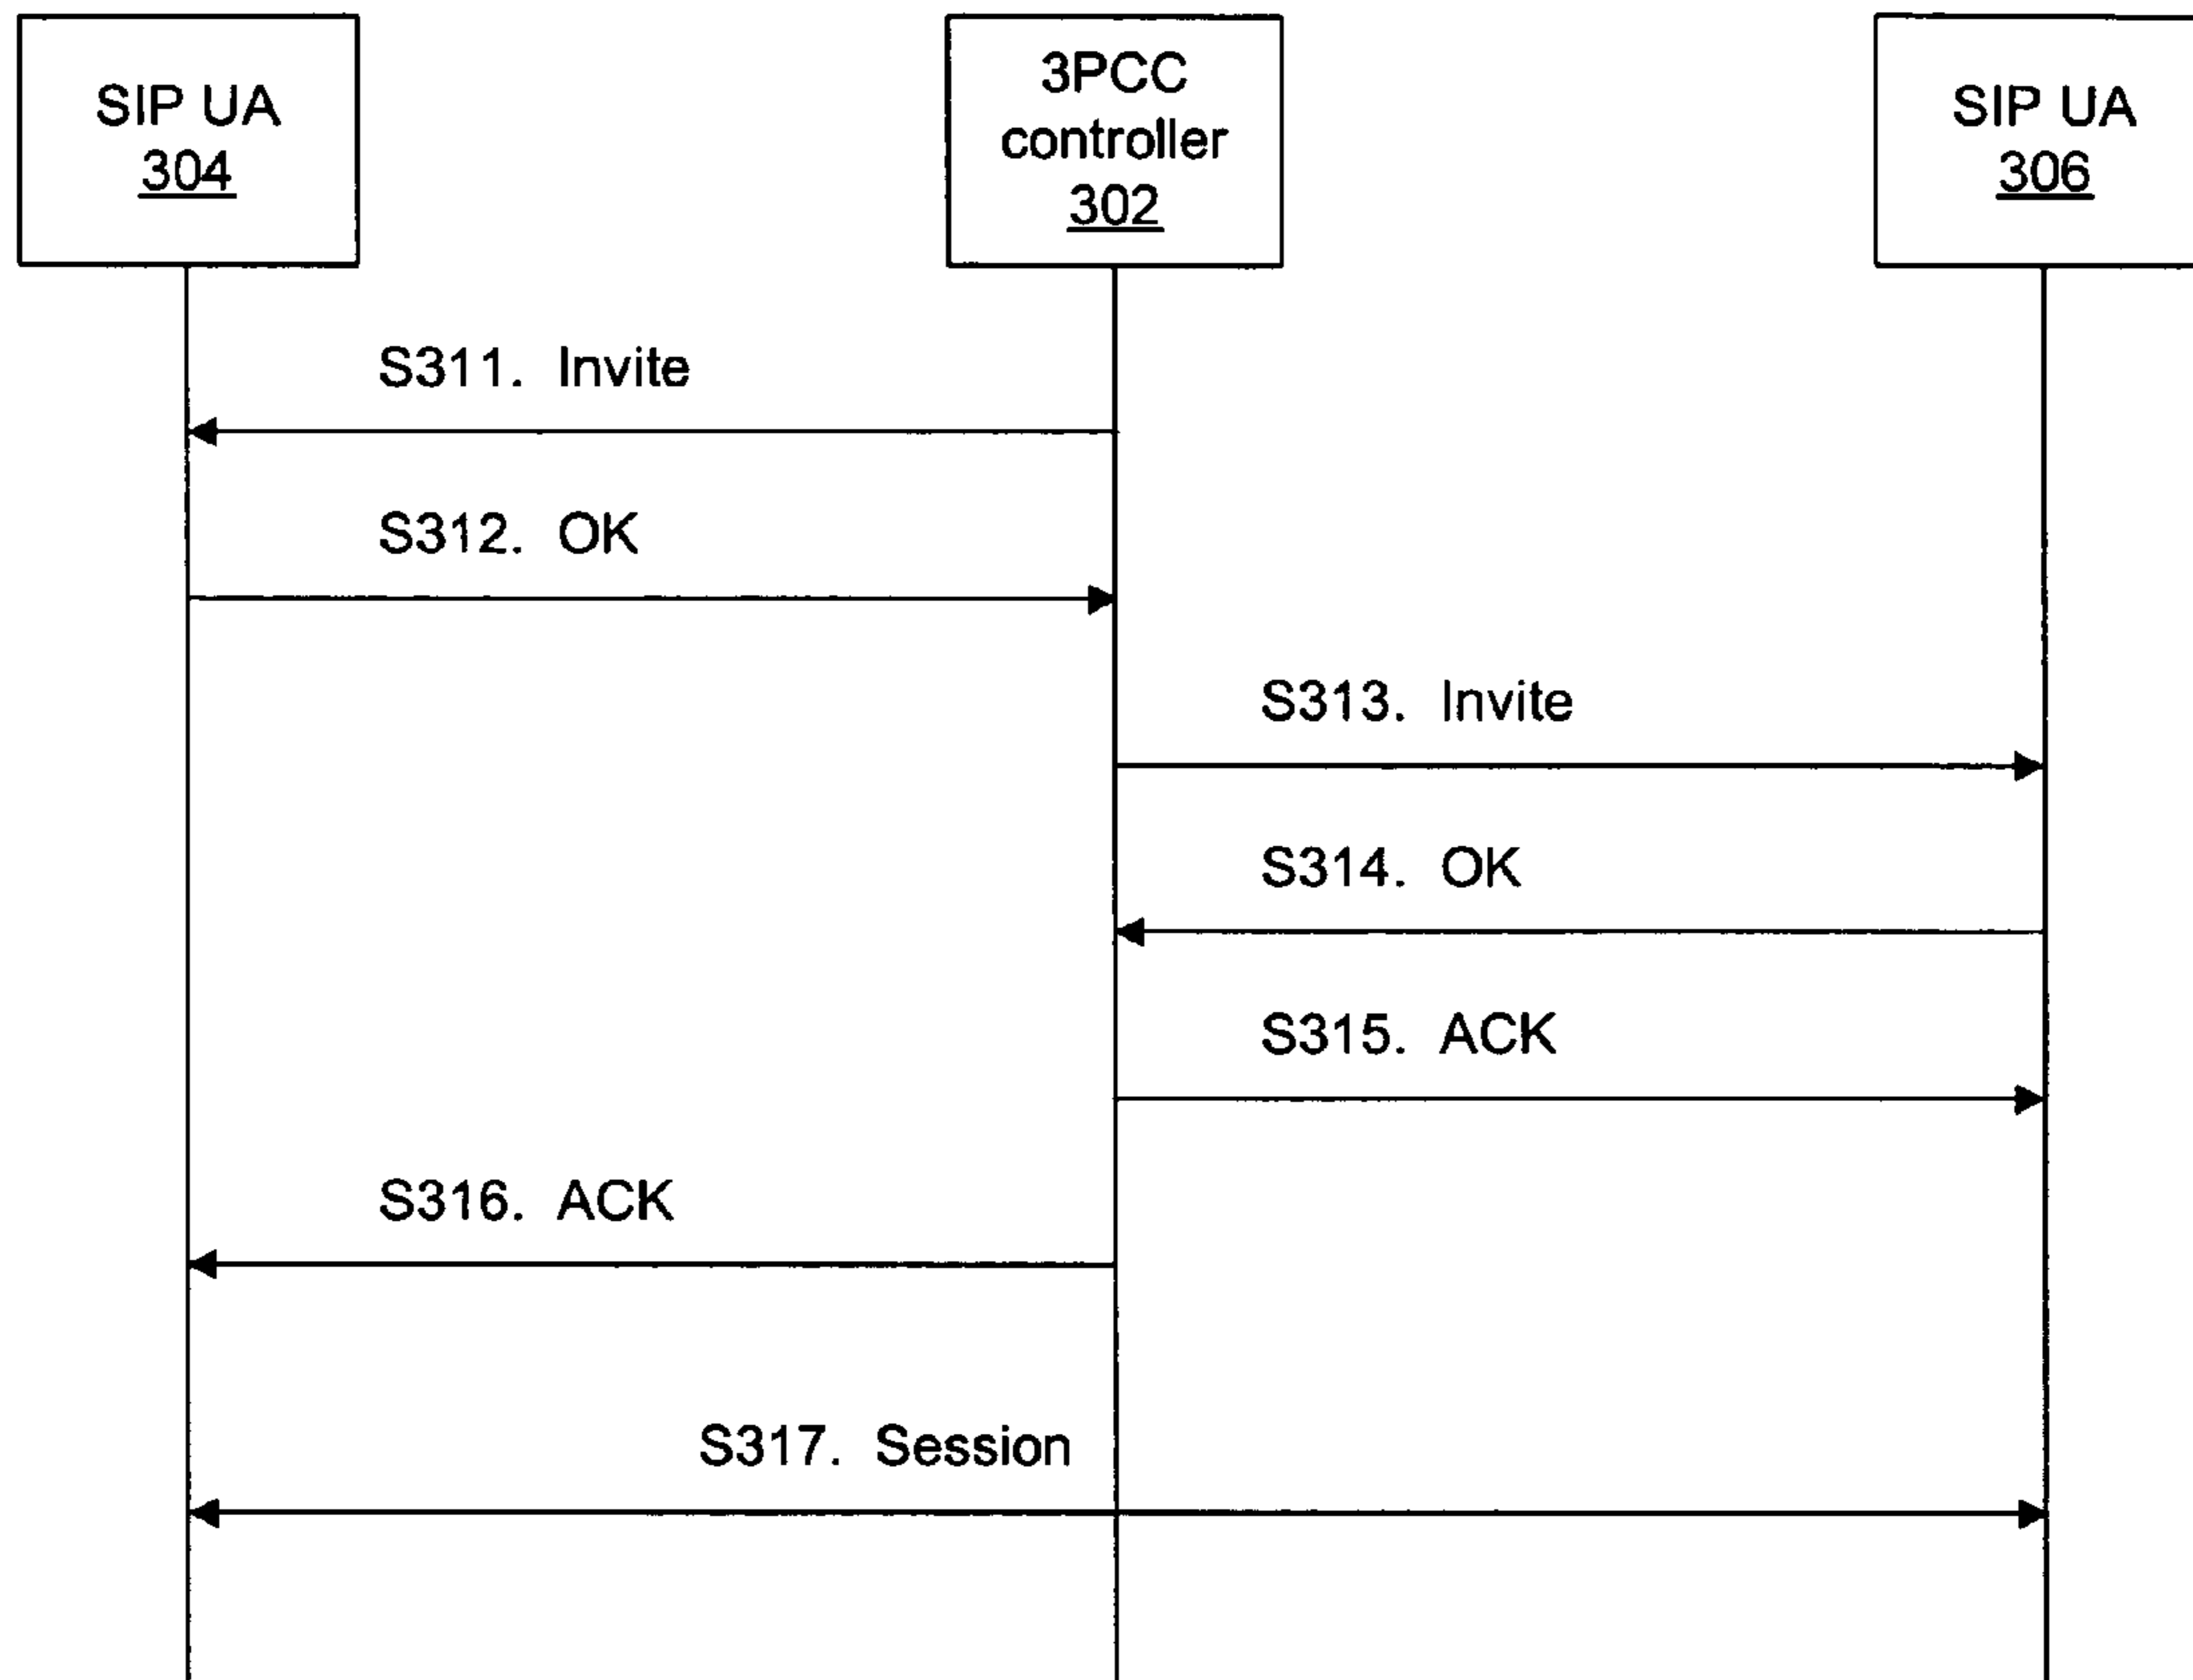 SIP UA
304
3PCC
controller
302
SIP UA
306
S311. Invite
S312. OK
S313. Invite
S314. OK
S315. ACK
S316. ACK
S317. Session